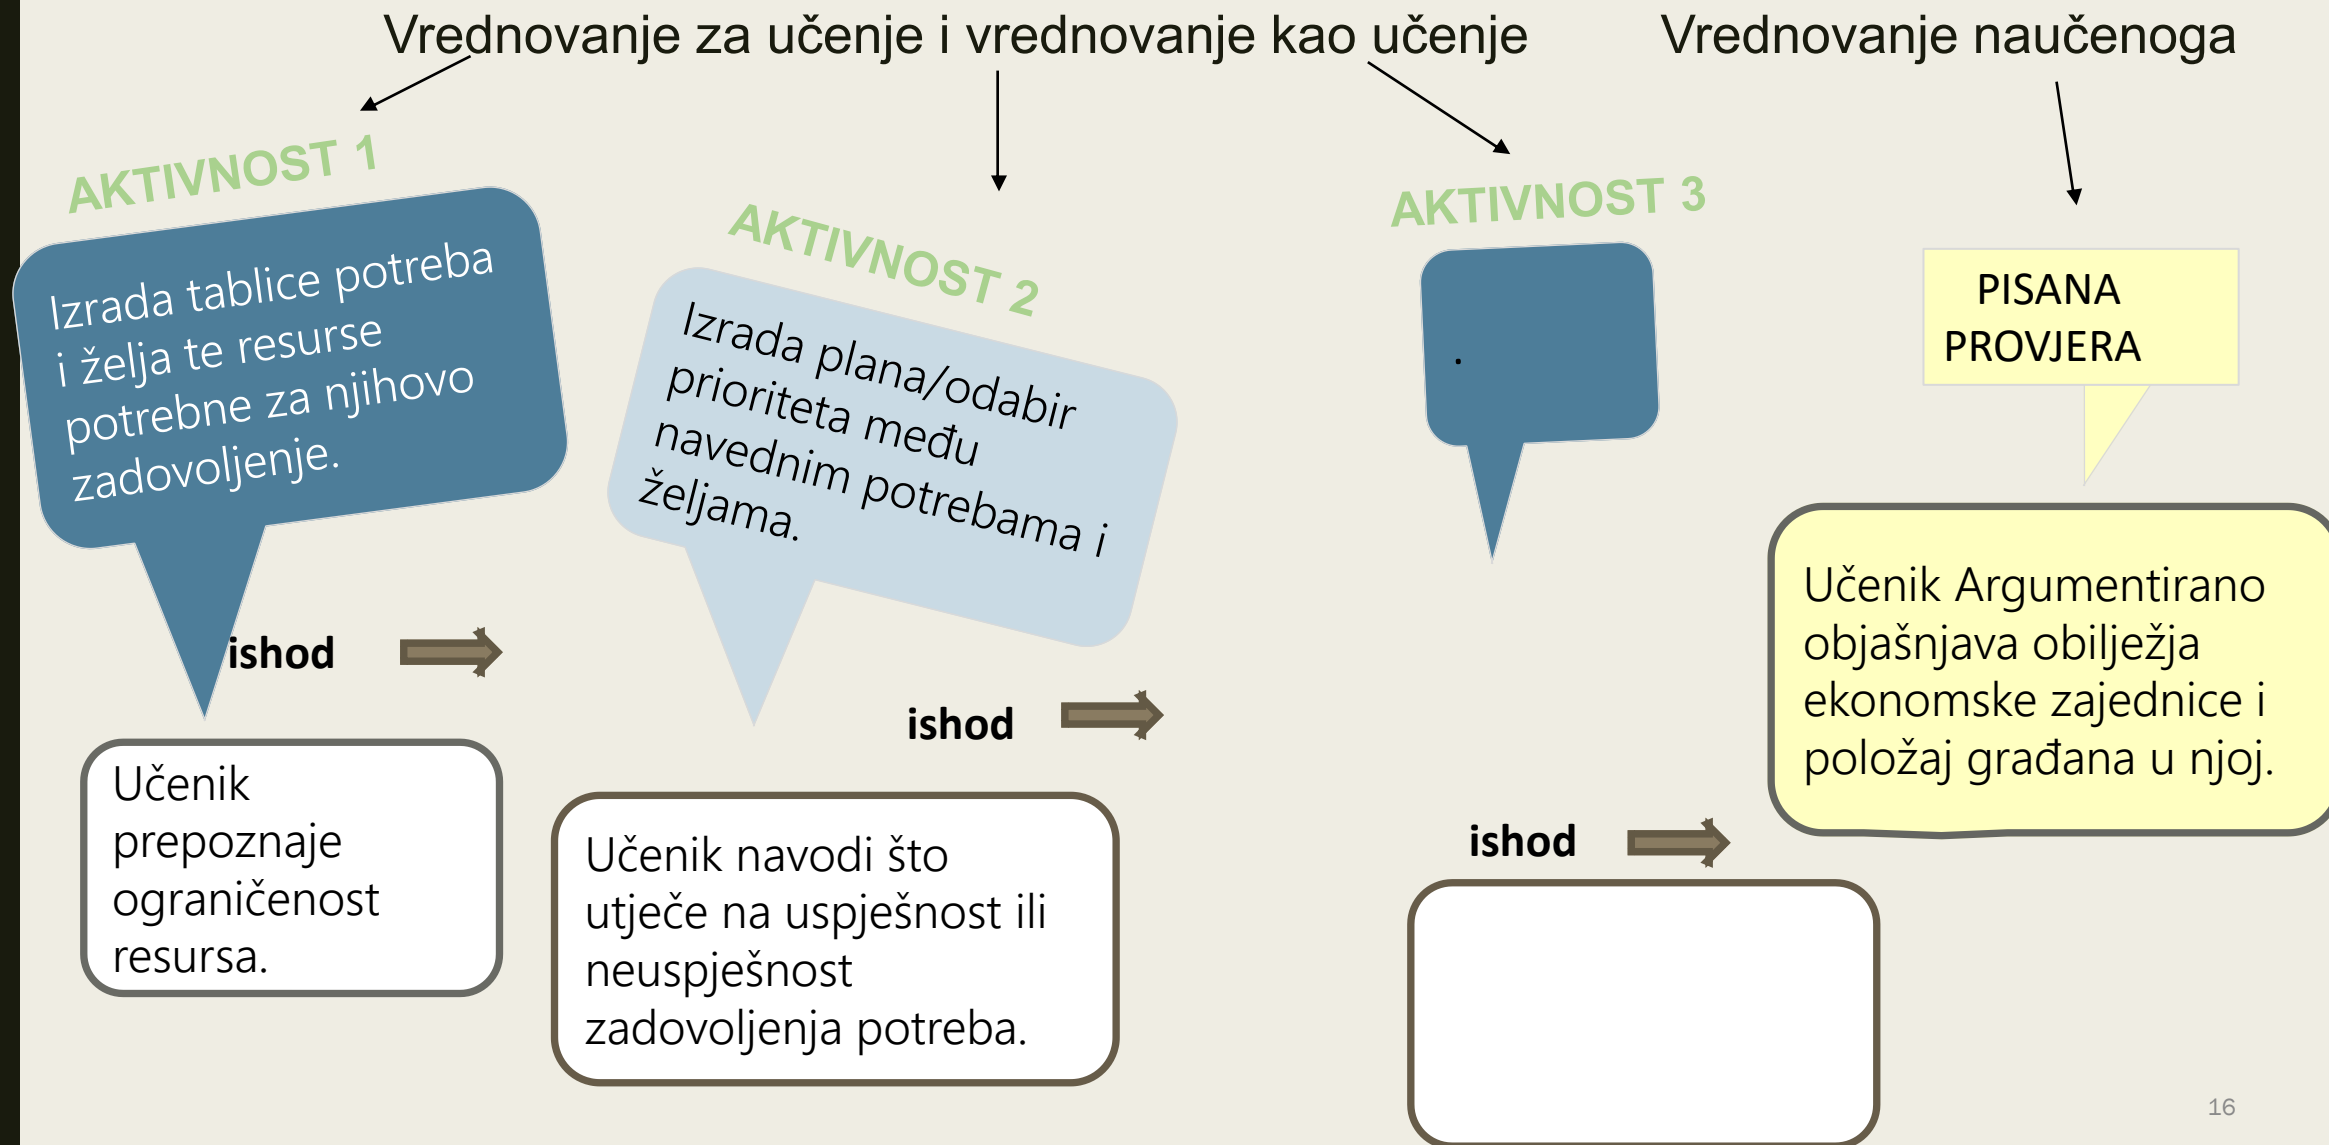 Vrednovanje za učenje i vrednovanje kao učenje
Vrednovanje naučenoga
AKTIVNOST 1
Izrada tablice potreba
i želja te resurse
potrebne za njihovo
zadovoljenje.
ishod
Učenik
prepoznaje
ograničenost
resursa.
AKTIVNOST 2
Izrada plana/odabir
prioriteta među
navednim potrebama i
željama.
ishod
Učenik navodi što
utječe na uspješnost ili
neuspješnost
zadovoljenja potreba.
AKTIVNOST 3
.
ishod
PISANA
PROVJERA
Učenik Argumentirano
objašnjava obilježja
ekonomske zajednice i
položaj građana u njoj.
16